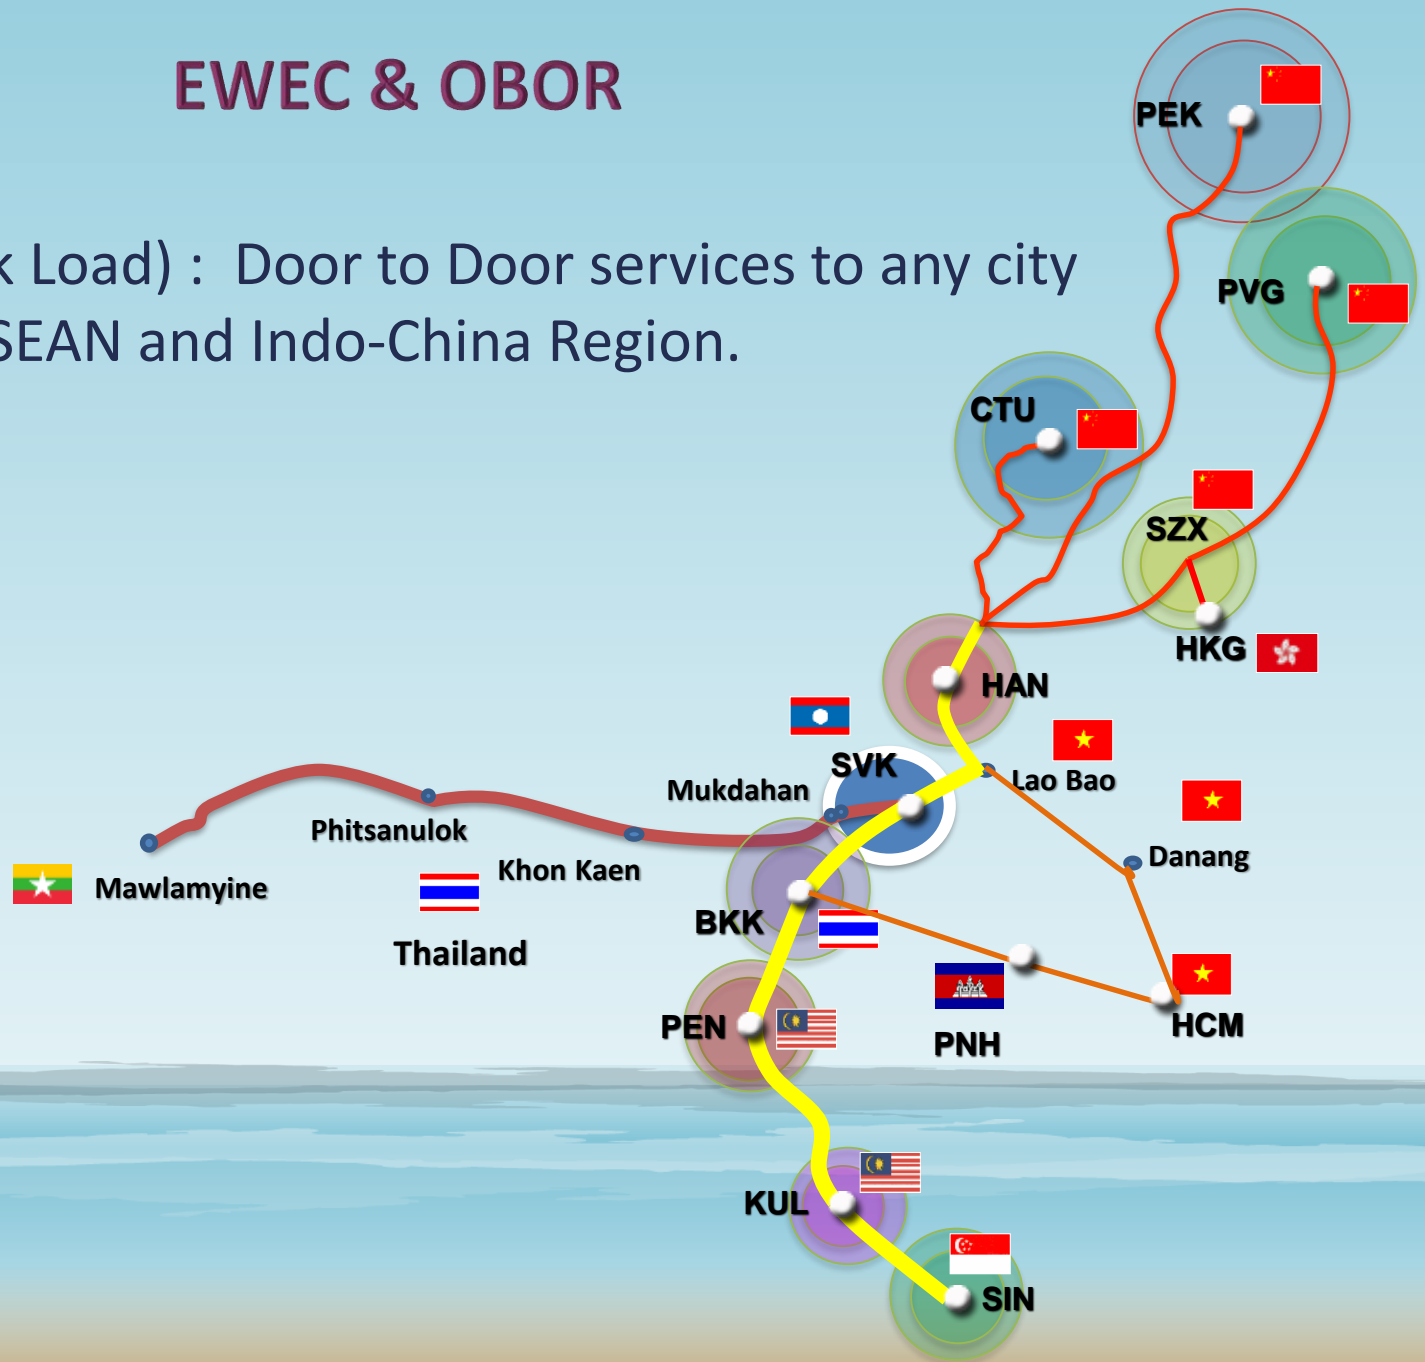 EWEC & OBOR
k Load) : Door to Door services to any city
SEAN and Indo-China Region.
PEK
PVG
CTU
SZX
HKG
HAN
SVK
Lao Bao
Mukdahan
Phitsanulok
Danang
Khon Kaen
Mawlamyine
BKK
Thailand
PEN
HCM
PNH
KUL
SIN